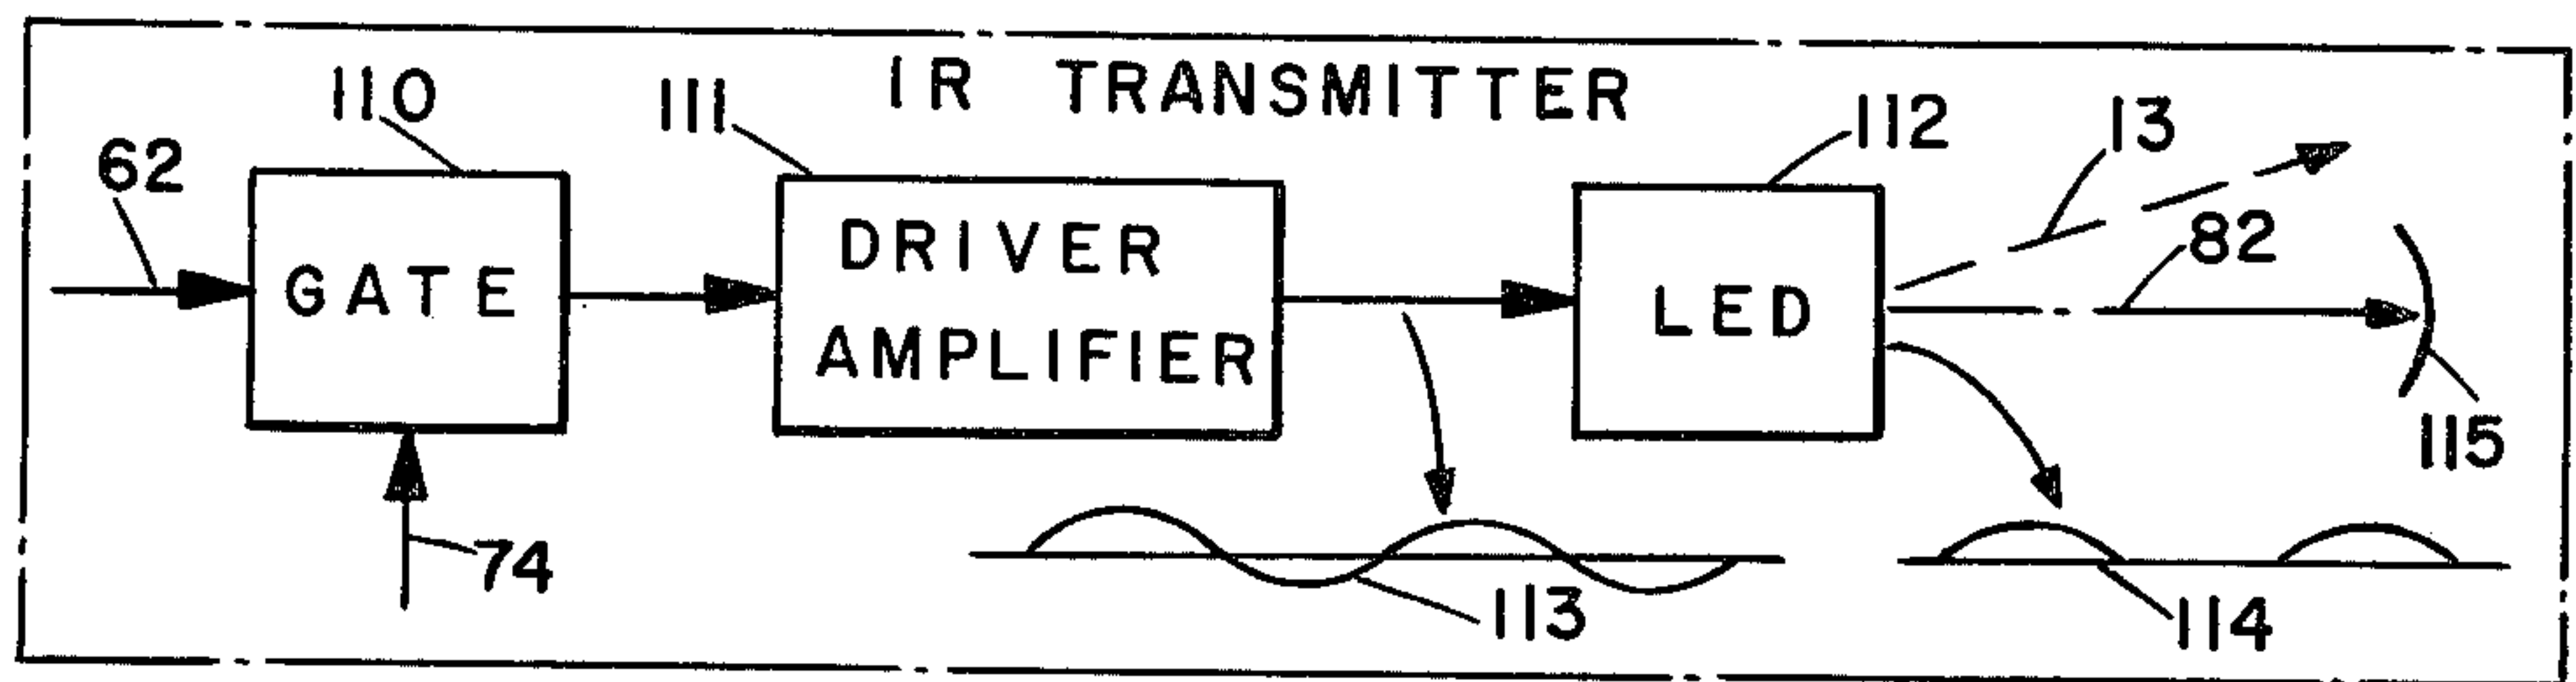 IR TRANSMITTER
110
111
112
13
62
82
GATE
DRIVER
AMPLIFIER
LED
115
74
113
114